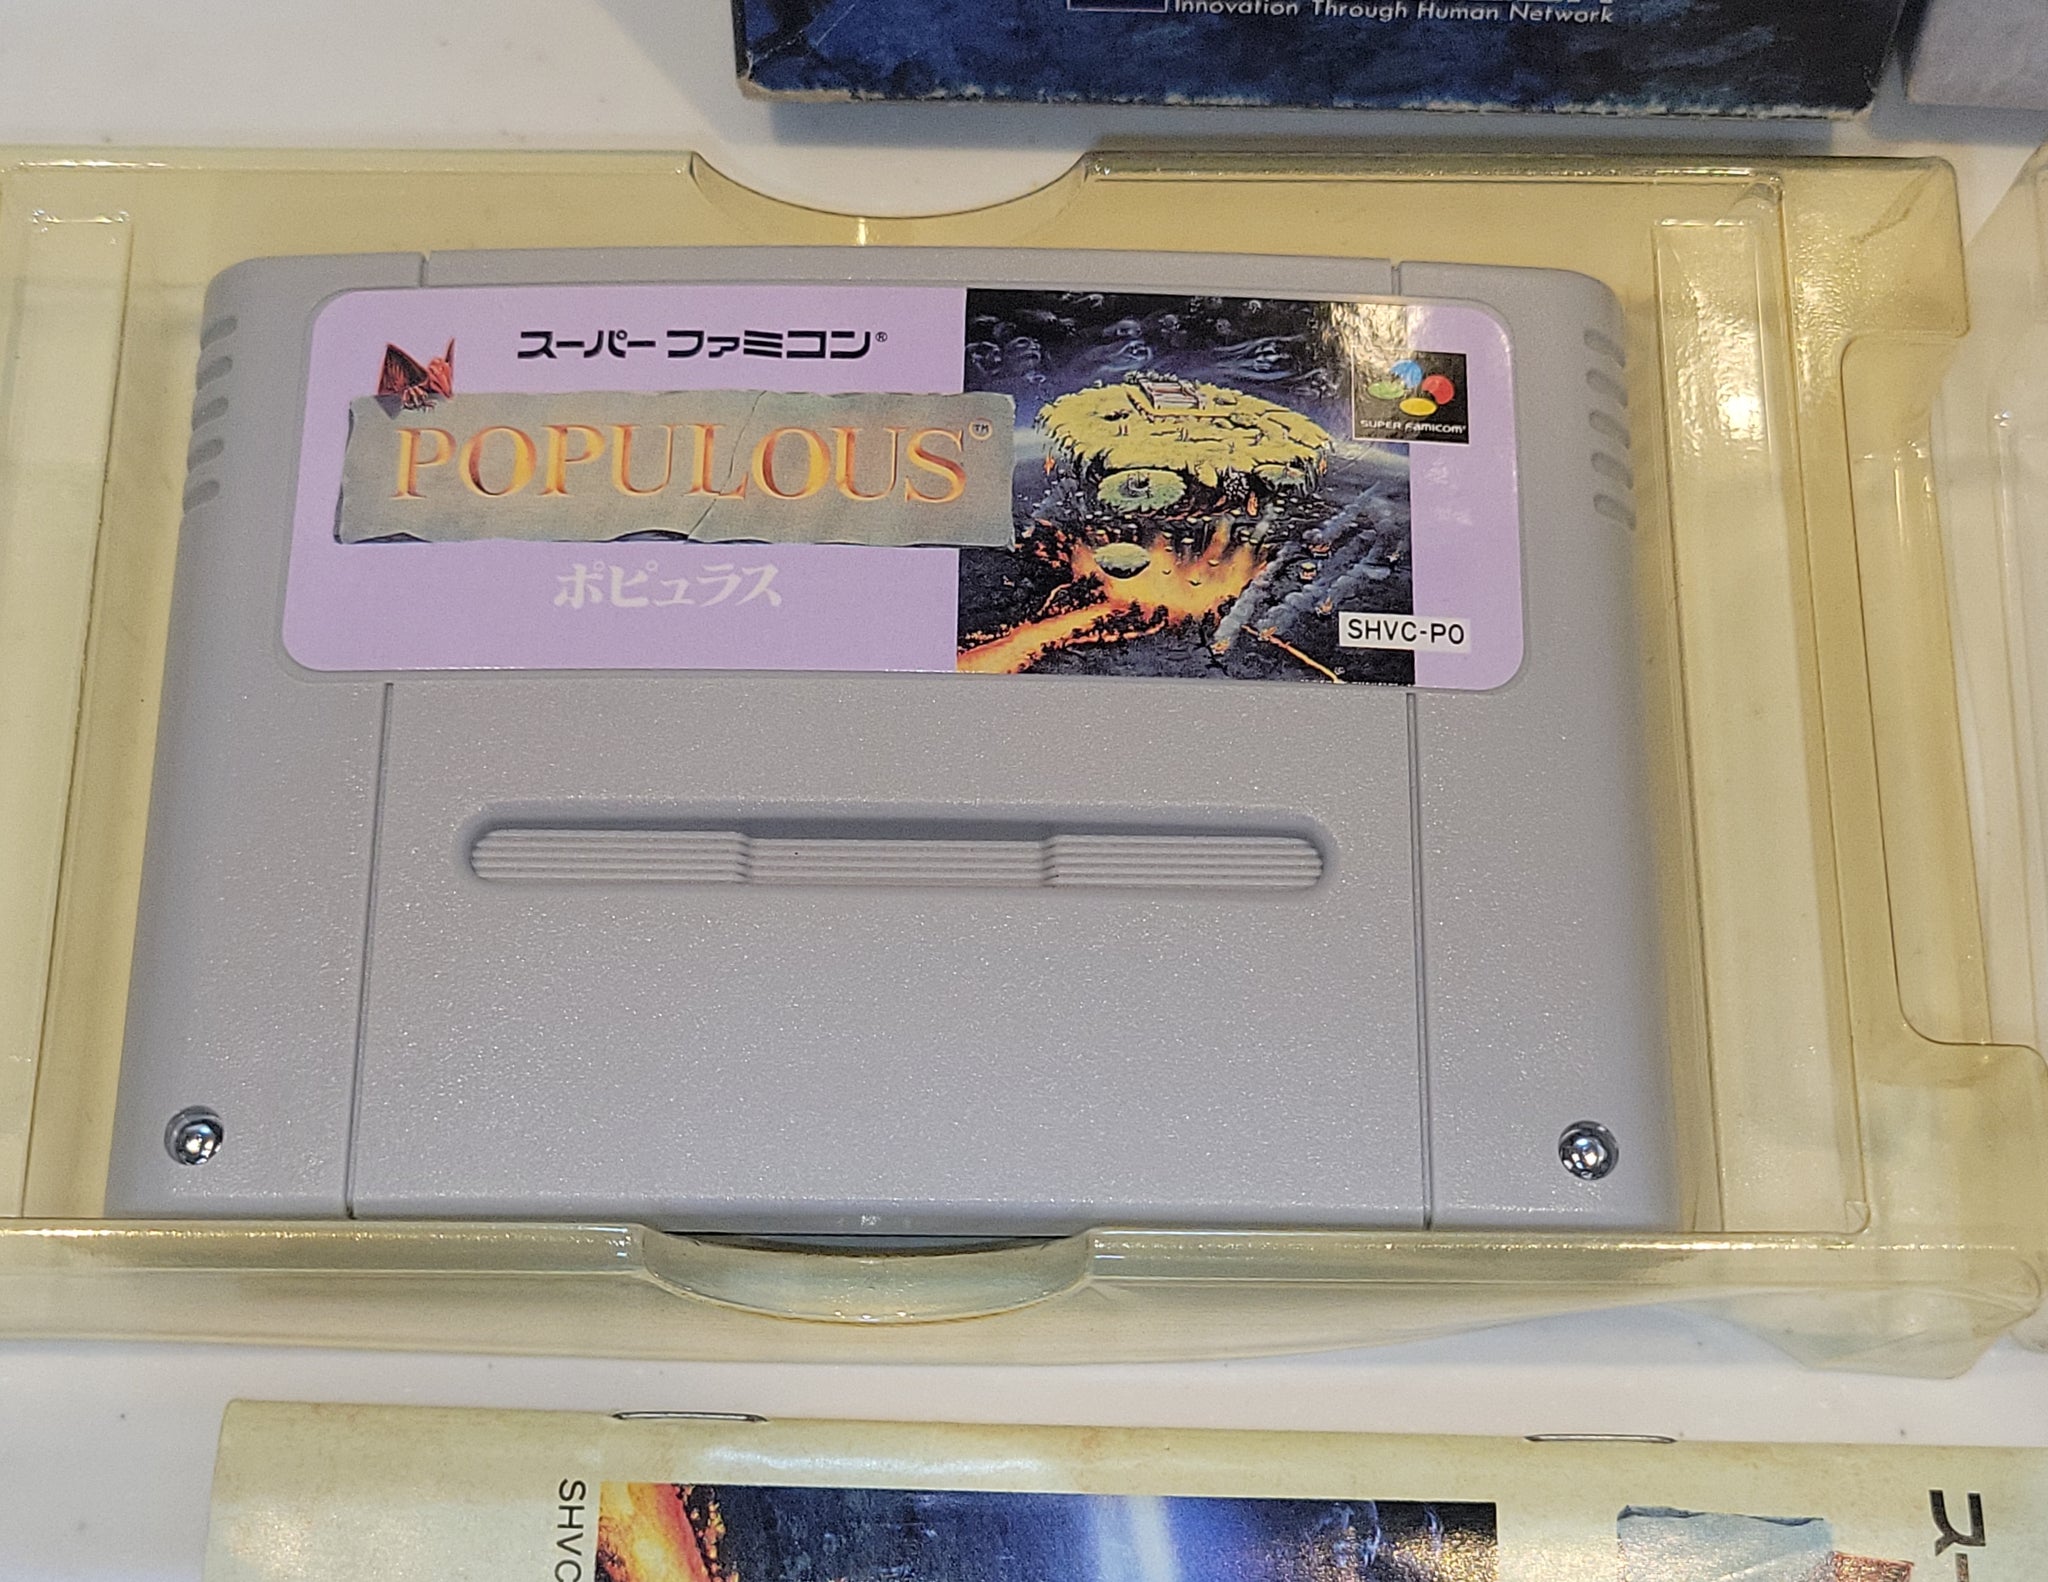 Innovation Through Human Network
スーパーファミコン®
POPULOUS™
ポピュラス
SUPER Famicom
SHVC-PO
SHVC
スー